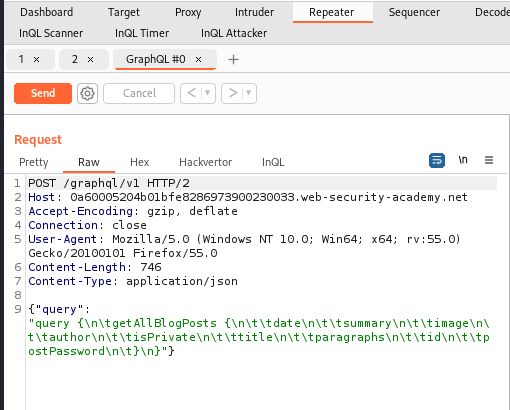 Dashboard Target Proxy Intruder Repeater Sequencer Decode
InQL Scanner InQL Timer InQL Attacker
1 × 2 × GraphQL #0 × +
Send Cancel < >
Request
Pretty Raw Hex Hackvertor InQL \n
1 POST /graphql/v1 HTTP/2
2 Host: 0a60005204b01bfe8286973900230033.web-security-academy.net
3 Accept-Encoding: gzip, deflate
4 Connection: close
5 User-Agent: Mozilla/5.0 (Windows NT 10.0; Win64; x64; rv:55.0)
Gecko/20100101 Firefox/55.0
6 Content-Length: 746
7 Content-Type: application/json
8
9 {"query":
"query {\n\tgetAllBlogPosts {\n\t\tdate\n\t\tsummary\n\t\timage\n\
t\tauthor\n\t\tisPrivate\n\t\ttitle\n\t\tparagraphs\n\t\tid\n\t\tp
ostPassword\n\t}\n}"}